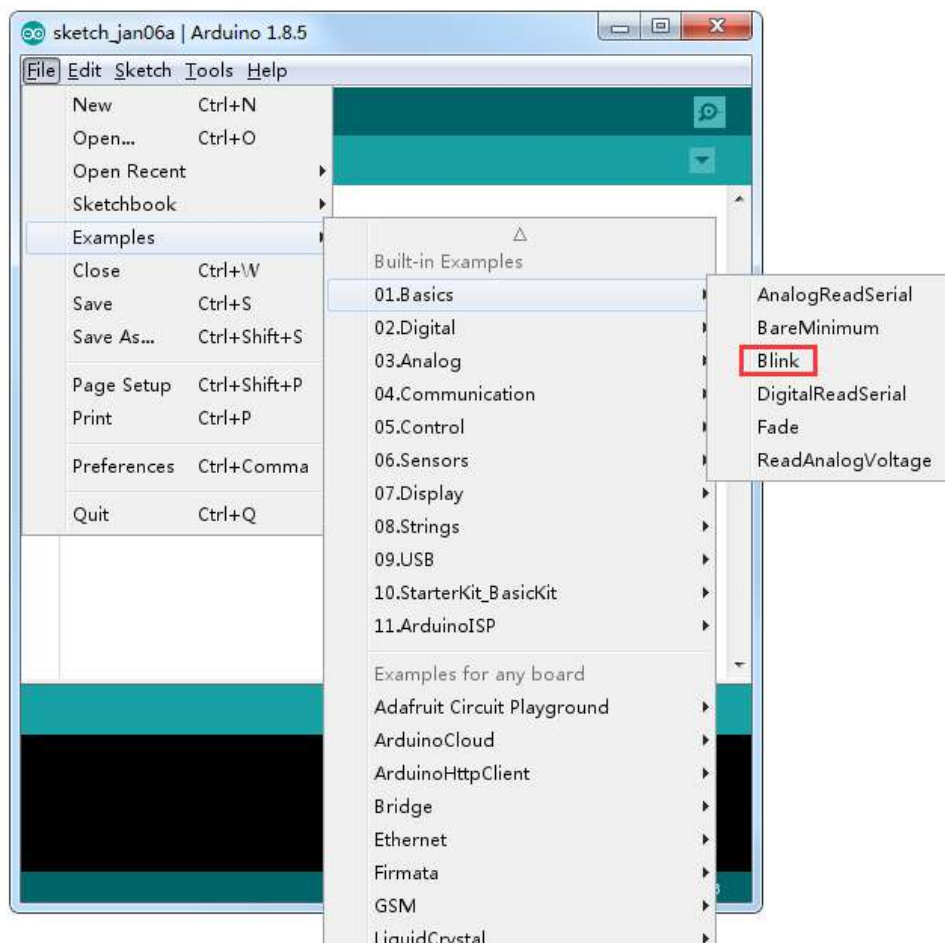 sketch_jan06a | Arduino 1.8.5
File Edit Sketch Tools Help
New Ctrl+N
Open... Ctrl+O
Open Recent
Sketchbook
Examples
Close Ctrl+W
Save Ctrl+S
Save As... Ctrl+Shift+S
Page Setup Ctrl+Shift+P
Print Ctrl+P
Preferences Ctrl+Comma
Quit Ctrl+Q
Built-in Examples
01.Basics
02.Digital
03.Analog
04.Communication
05.Control
06.Sensors
07.Display
08.Strings
09.USB
10.StarterKit_BasicKit
11.ArduinoISP
Examples for any board
Adafruit Circuit Playground
ArduinoCloud
ArduinoHttpClient
Bridge
Ethernet
Firmata
GSM
LiquidCrystal
AnalogReadSerial
BareMinimum
Blink
DigitalReadSerial
Fade
ReadAnalogVoltage